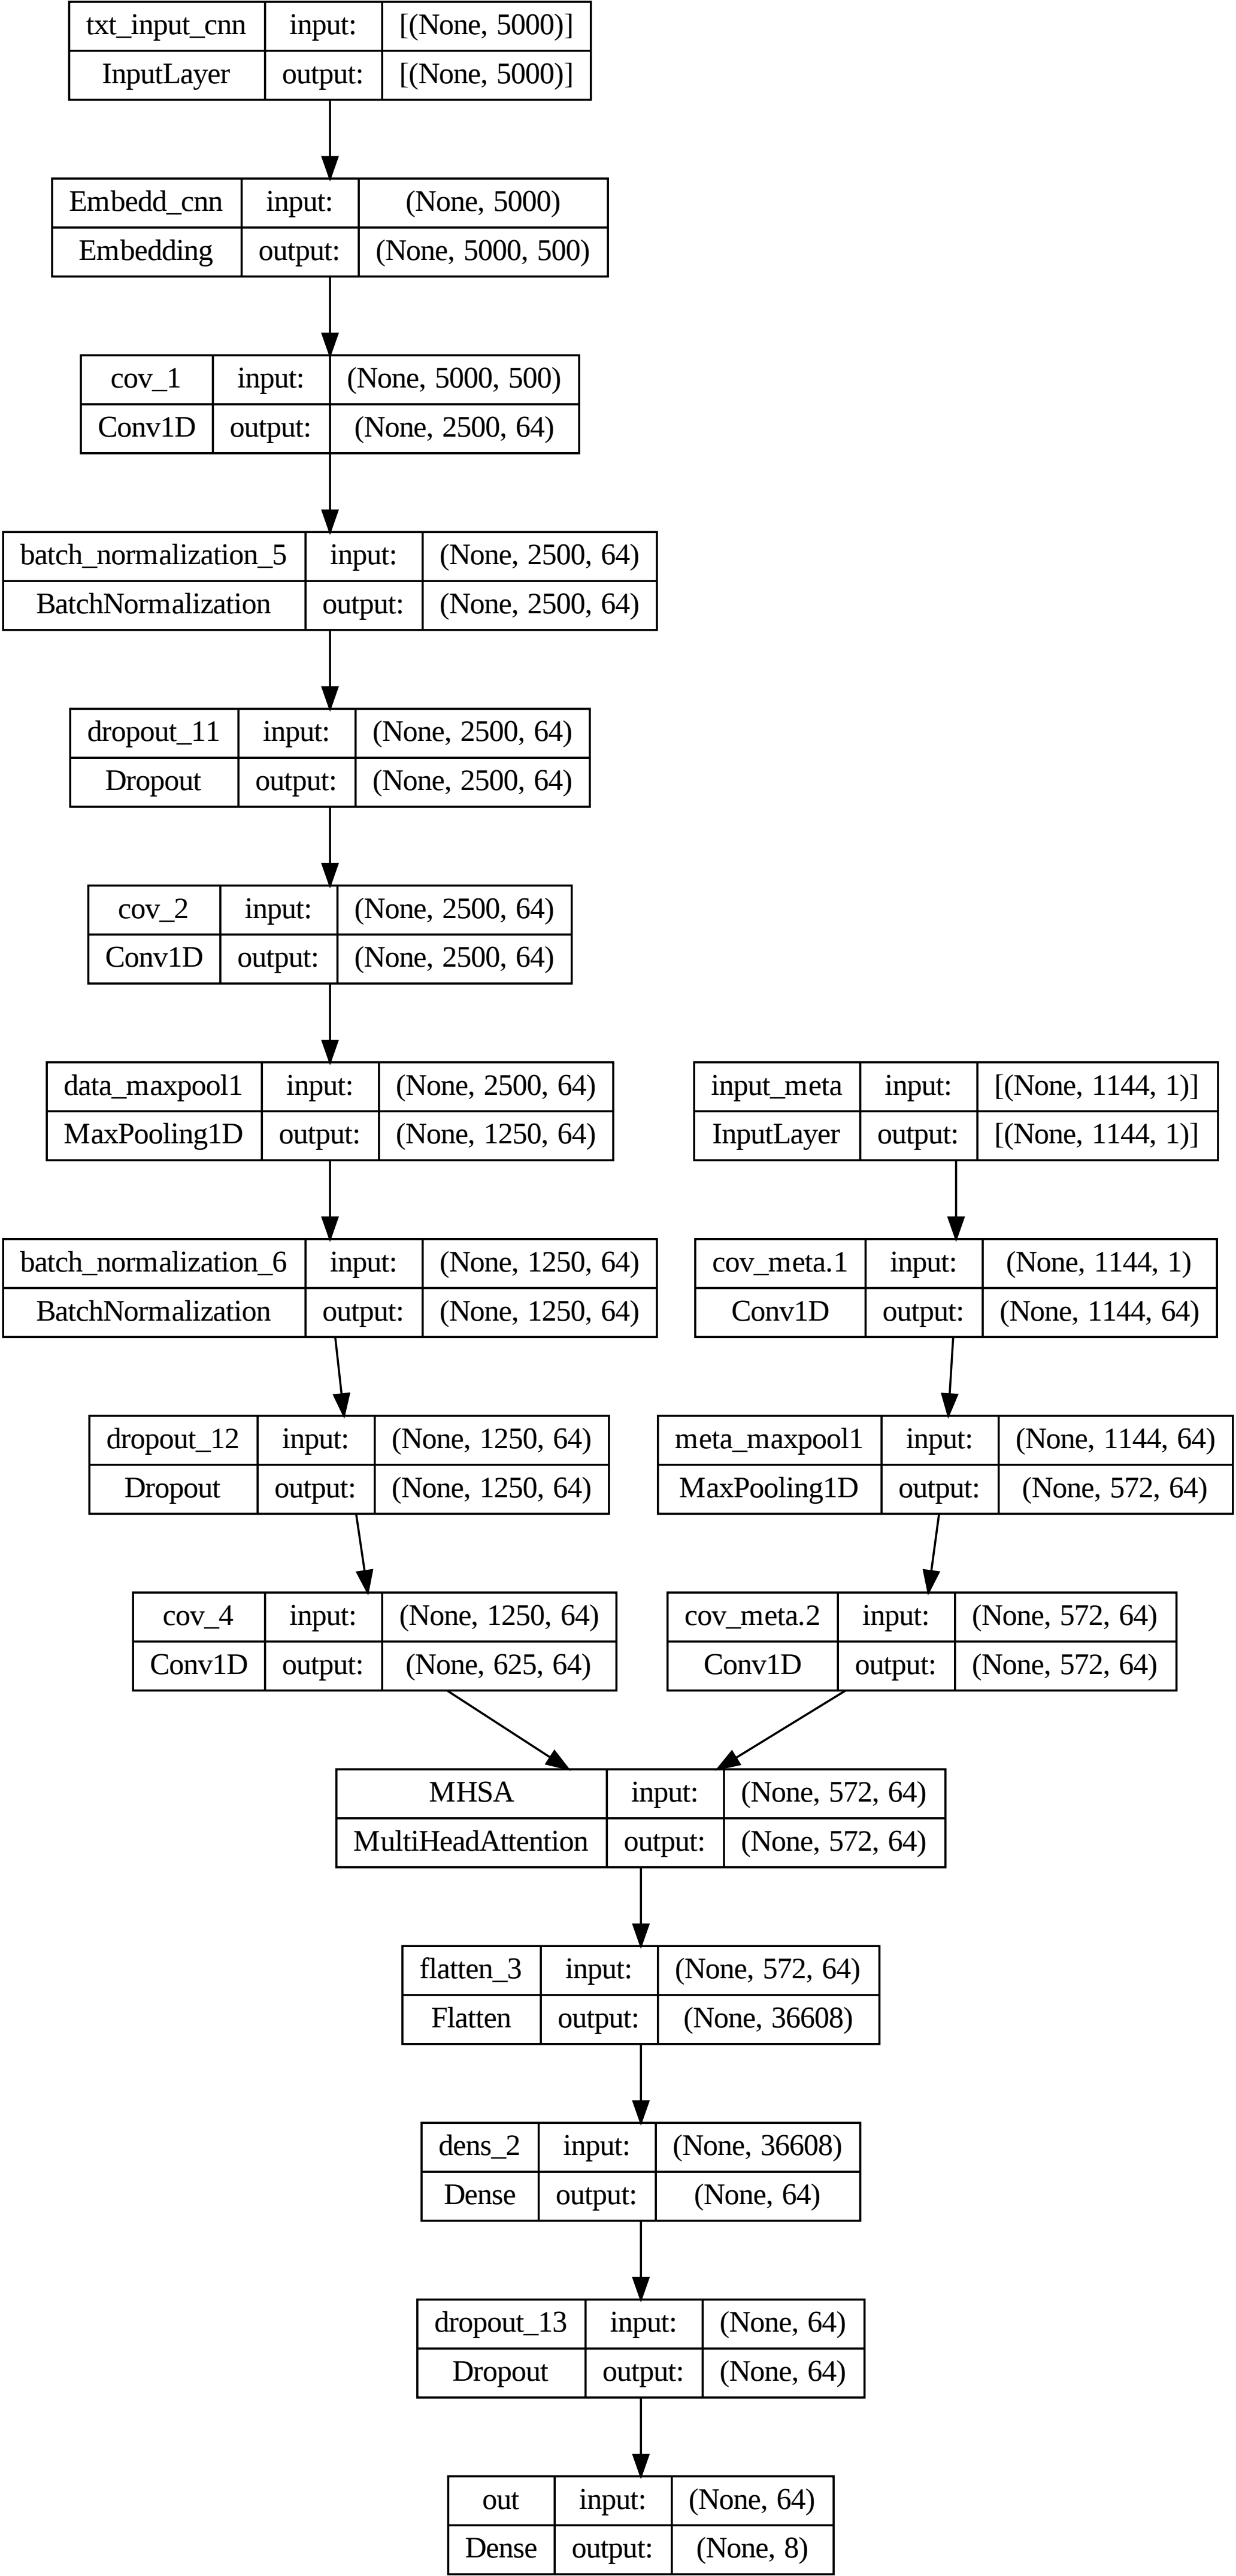 txt_input_cnn input: [(None, 5000)]
InputLayer output: [(None, 5000)]
Embedd_cnn input: (None, 5000)
Embedding output: (None, 5000, 500)
cov_1 input: (None, 5000, 500)
Conv1D output: (None, 2500, 64)
batch_normalization_5 input: (None, 2500, 64)
BatchNormalization output: (None, 2500, 64)
dropout_11 input: (None, 2500, 64)
Dropout output: (None, 2500, 64)
cov_2 input: (None, 2500, 64)
Conv1D output: (None, 2500, 64)
data_maxpool1 input: (None, 2500, 64)
MaxPooling1D output: (None, 1250, 64)
input_meta input: [(None, 1144, 1)]
InputLayer output: [(None, 1144, 1)]
batch_normalization_6 input: (None, 1250, 64)
BatchNormalization output: (None, 1250, 64)
cov_meta.1 input: (None, 1144, 1)
Conv1D output: (None, 1144, 64)
dropout_12 input: (None, 1250, 64)
Dropout output: (None, 1250, 64)
meta_maxpool1 input: (None, 1144, 64)
MaxPooling1D output: (None, 572, 64)
cov_4 input: (None, 1250, 64)
Conv1D output: (None, 625, 64)
cov_meta.2 input: (None, 572, 64)
Conv1D output: (None, 572, 64)
MHSA input: (None, 572, 64)
MultiHeadAttention output: (None, 572, 64)
flatten_3 input: (None, 572, 64)
Flatten output: (None, 36608)
dens_2 input: (None, 36608)
Dense output: (None, 64)
dropout_13 input: (None, 64)
Dropout output: (None, 64)
out input: (None, 64)
Dense output: (None, 8)